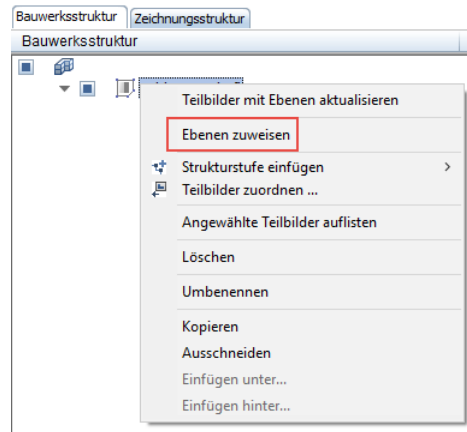 Bauwerksstruktur Zeichnungsstruktur
Bauwerksstruktur
Teilbilder mit Ebenen aktualisieren
Ebenen zuweisen
Strukturstufe einfügen
Teilbilder zuordnen ...
Angewählte Teilbilder auflisten
Löschen
Umbenennen
Kopieren
Ausschneiden
Einfügen unter...
Einfügen hinter...